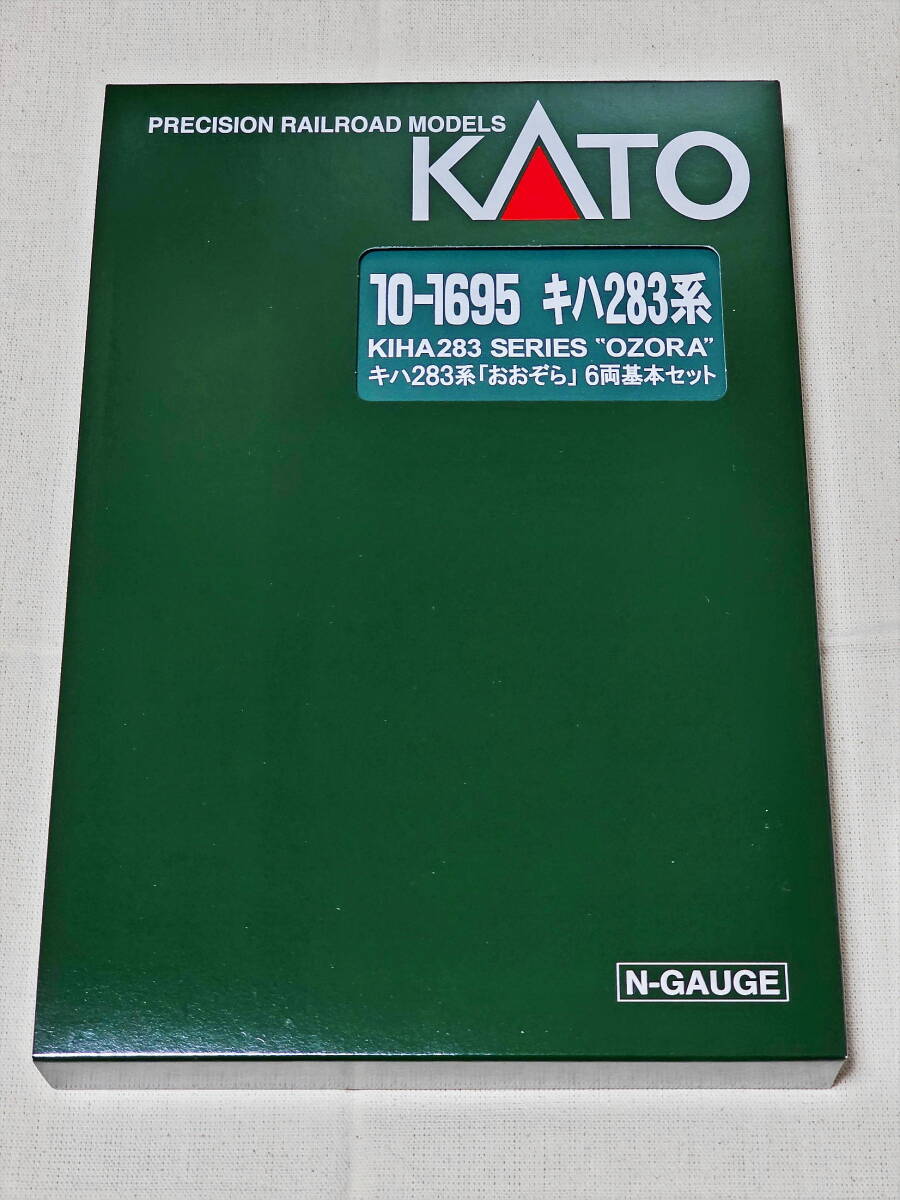 PRECISION RAILROAD MODELS
KATO
10-1695 キハ283系
KIHA283 SERIES "OZORA"
キハ283系「おおぞら」6両基本セット
N-GAUGE